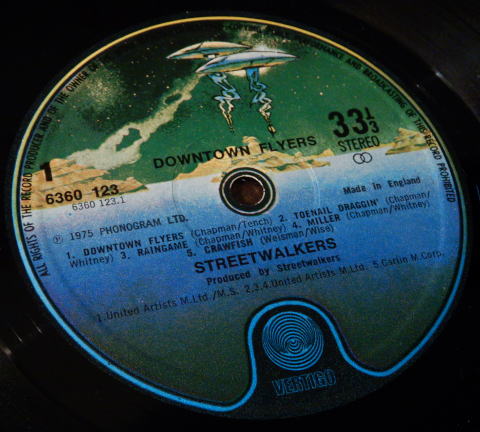 ALL RIGHTS OF THE RECORD PRODUCER AND OF THE OWNER OF
AND BROADCASTING OF THIS RECORD PROHIBITED
DOWNTOWN FLYERS
33 1/3
STEREO
1
6360 123
6360 123.1
Made in England
℗ 1975 PHONOGRAM LTD.
1. DOWNTOWN FLYERS (Chapman/Tench) 2. TOENAIL DRAGGIN' (Chapman/
Whitney) 3. RAINGAME (Chapman/Whitney) 4. MILLER (Chapman/Whitney)
5. CRAWFISH (Weisman/Wise)
STREETWALKERS
Produced by Streetwalkers
1.United Artists M.Ltd./M.S. 2,3,4.United Artists M.Ltd. 5.Carlin M.Corp.
VERTIGO